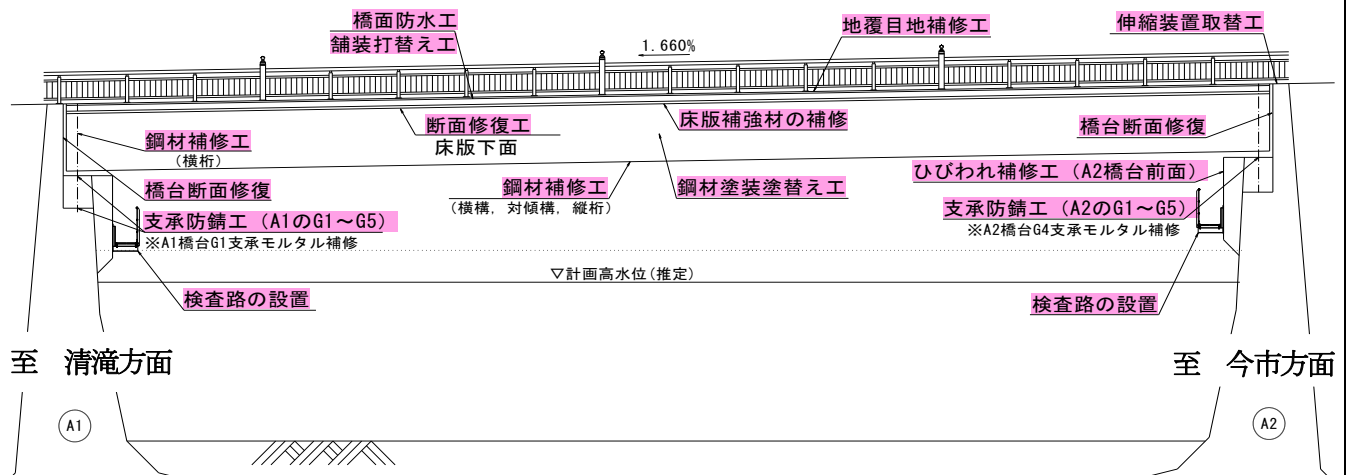 橋面防水工
舗装打替え工
1.660%
地覆目地補修工
伸縮装置取替工
鋼材補修工
(横桁)
断面修復工
床版下面
床版補強材の補修
橋台断面修復
橋台断面修復
鋼材補修工
(横構, 対傾構, 縦桁)
鋼材塗装塗替え工
ひびわれ補修工(A2橋台前面)
支承防錆工(A1のG1~G5)
※A1橋台G1支承モルタル補修
支承防錆工(A2のG1~G5)
※A2橋台G4支承モルタル補修
▽計画高水位(推定)
検査路の設置
検査路の設置
至 清滝方面
至 今市方面
A1
A2